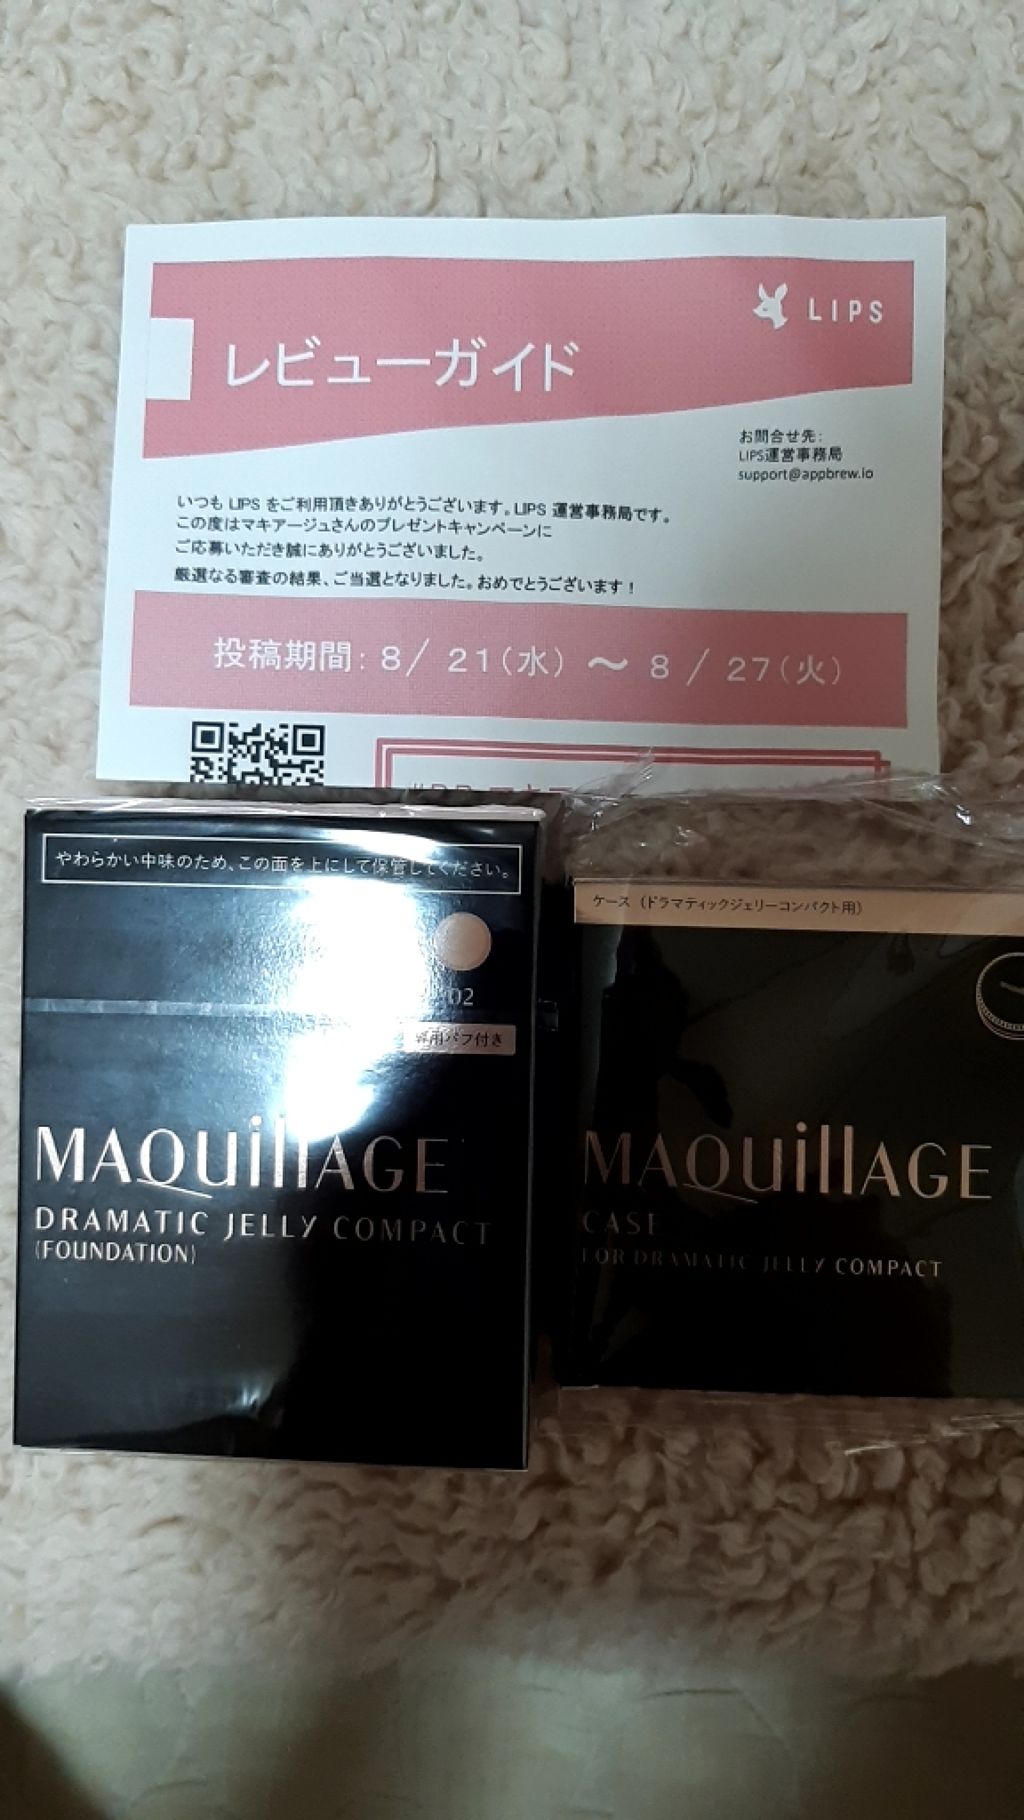 LIPS
レビューガイド
お問合せ先:
LIPS運営事務局
support@appbrew.io
いつも LIPS をご利用頂きありがとうございます。LIPS 運営事務局です。
この度はマキアージュさんのプレゼントキャンペーンに
ご応募いただき誠にありがとうございました。
厳選なる審査の結果、ご当選となりました。おめでとうございます！
投稿期間: 8/ 21(水) ～ 8 / 27(火)
やわらかい中味のため、この面を上にして保管してください。
02
用パフ付き
MAQuillAGE
DRAMATIC JELLY COMPACT
(FOUNDATION)
ケース (ドラマティックジェリーコンパクト用)
MAQuillAGE
CASE
FOR DRAMATIC JELLY COMPACT